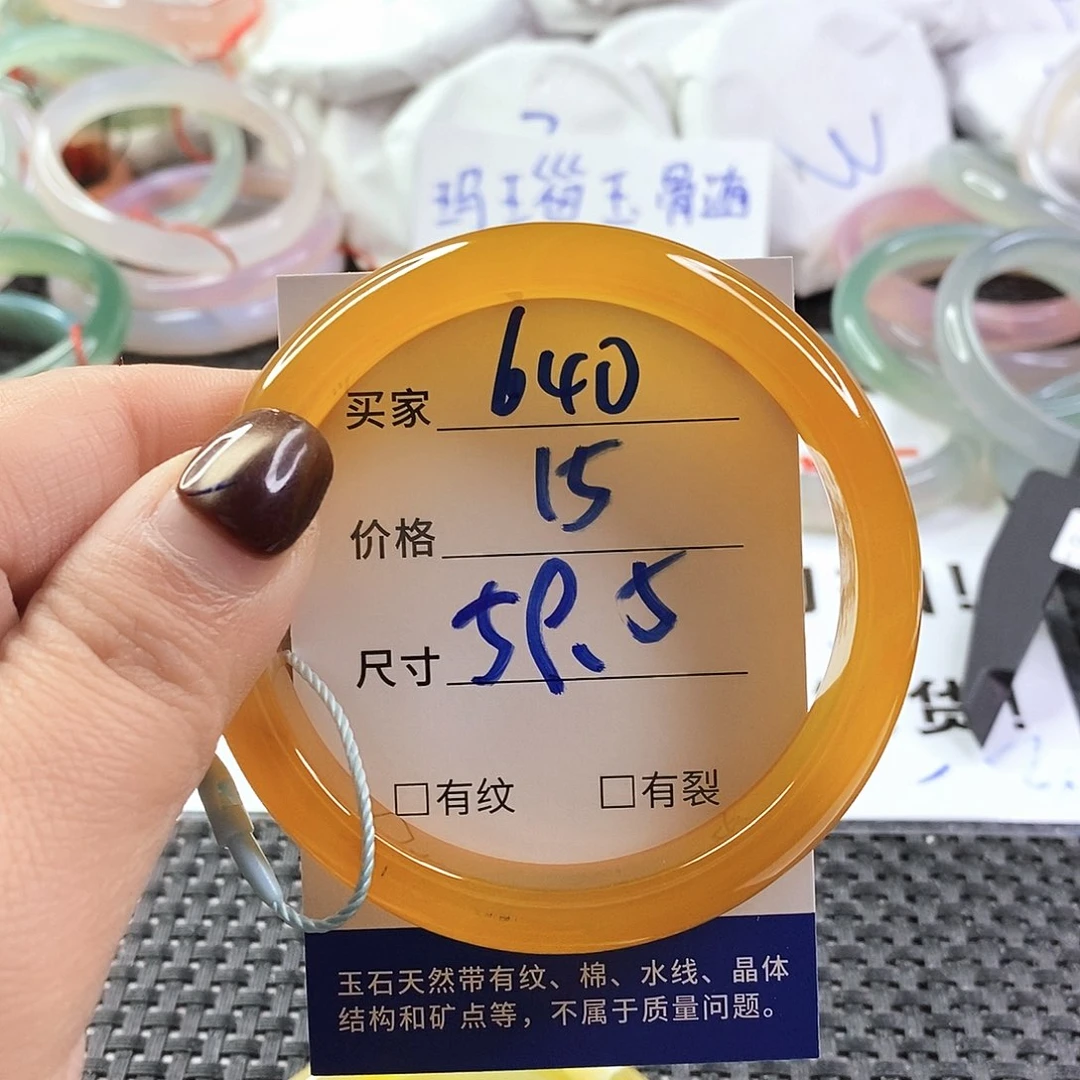 玛瑙玉骨髓
买家 640
价格 15
尺寸 58.5
□有纹 □有裂
货!
玉石天然带有纹、棉、水线、晶体
结构和矿点等，不属于质量问题。